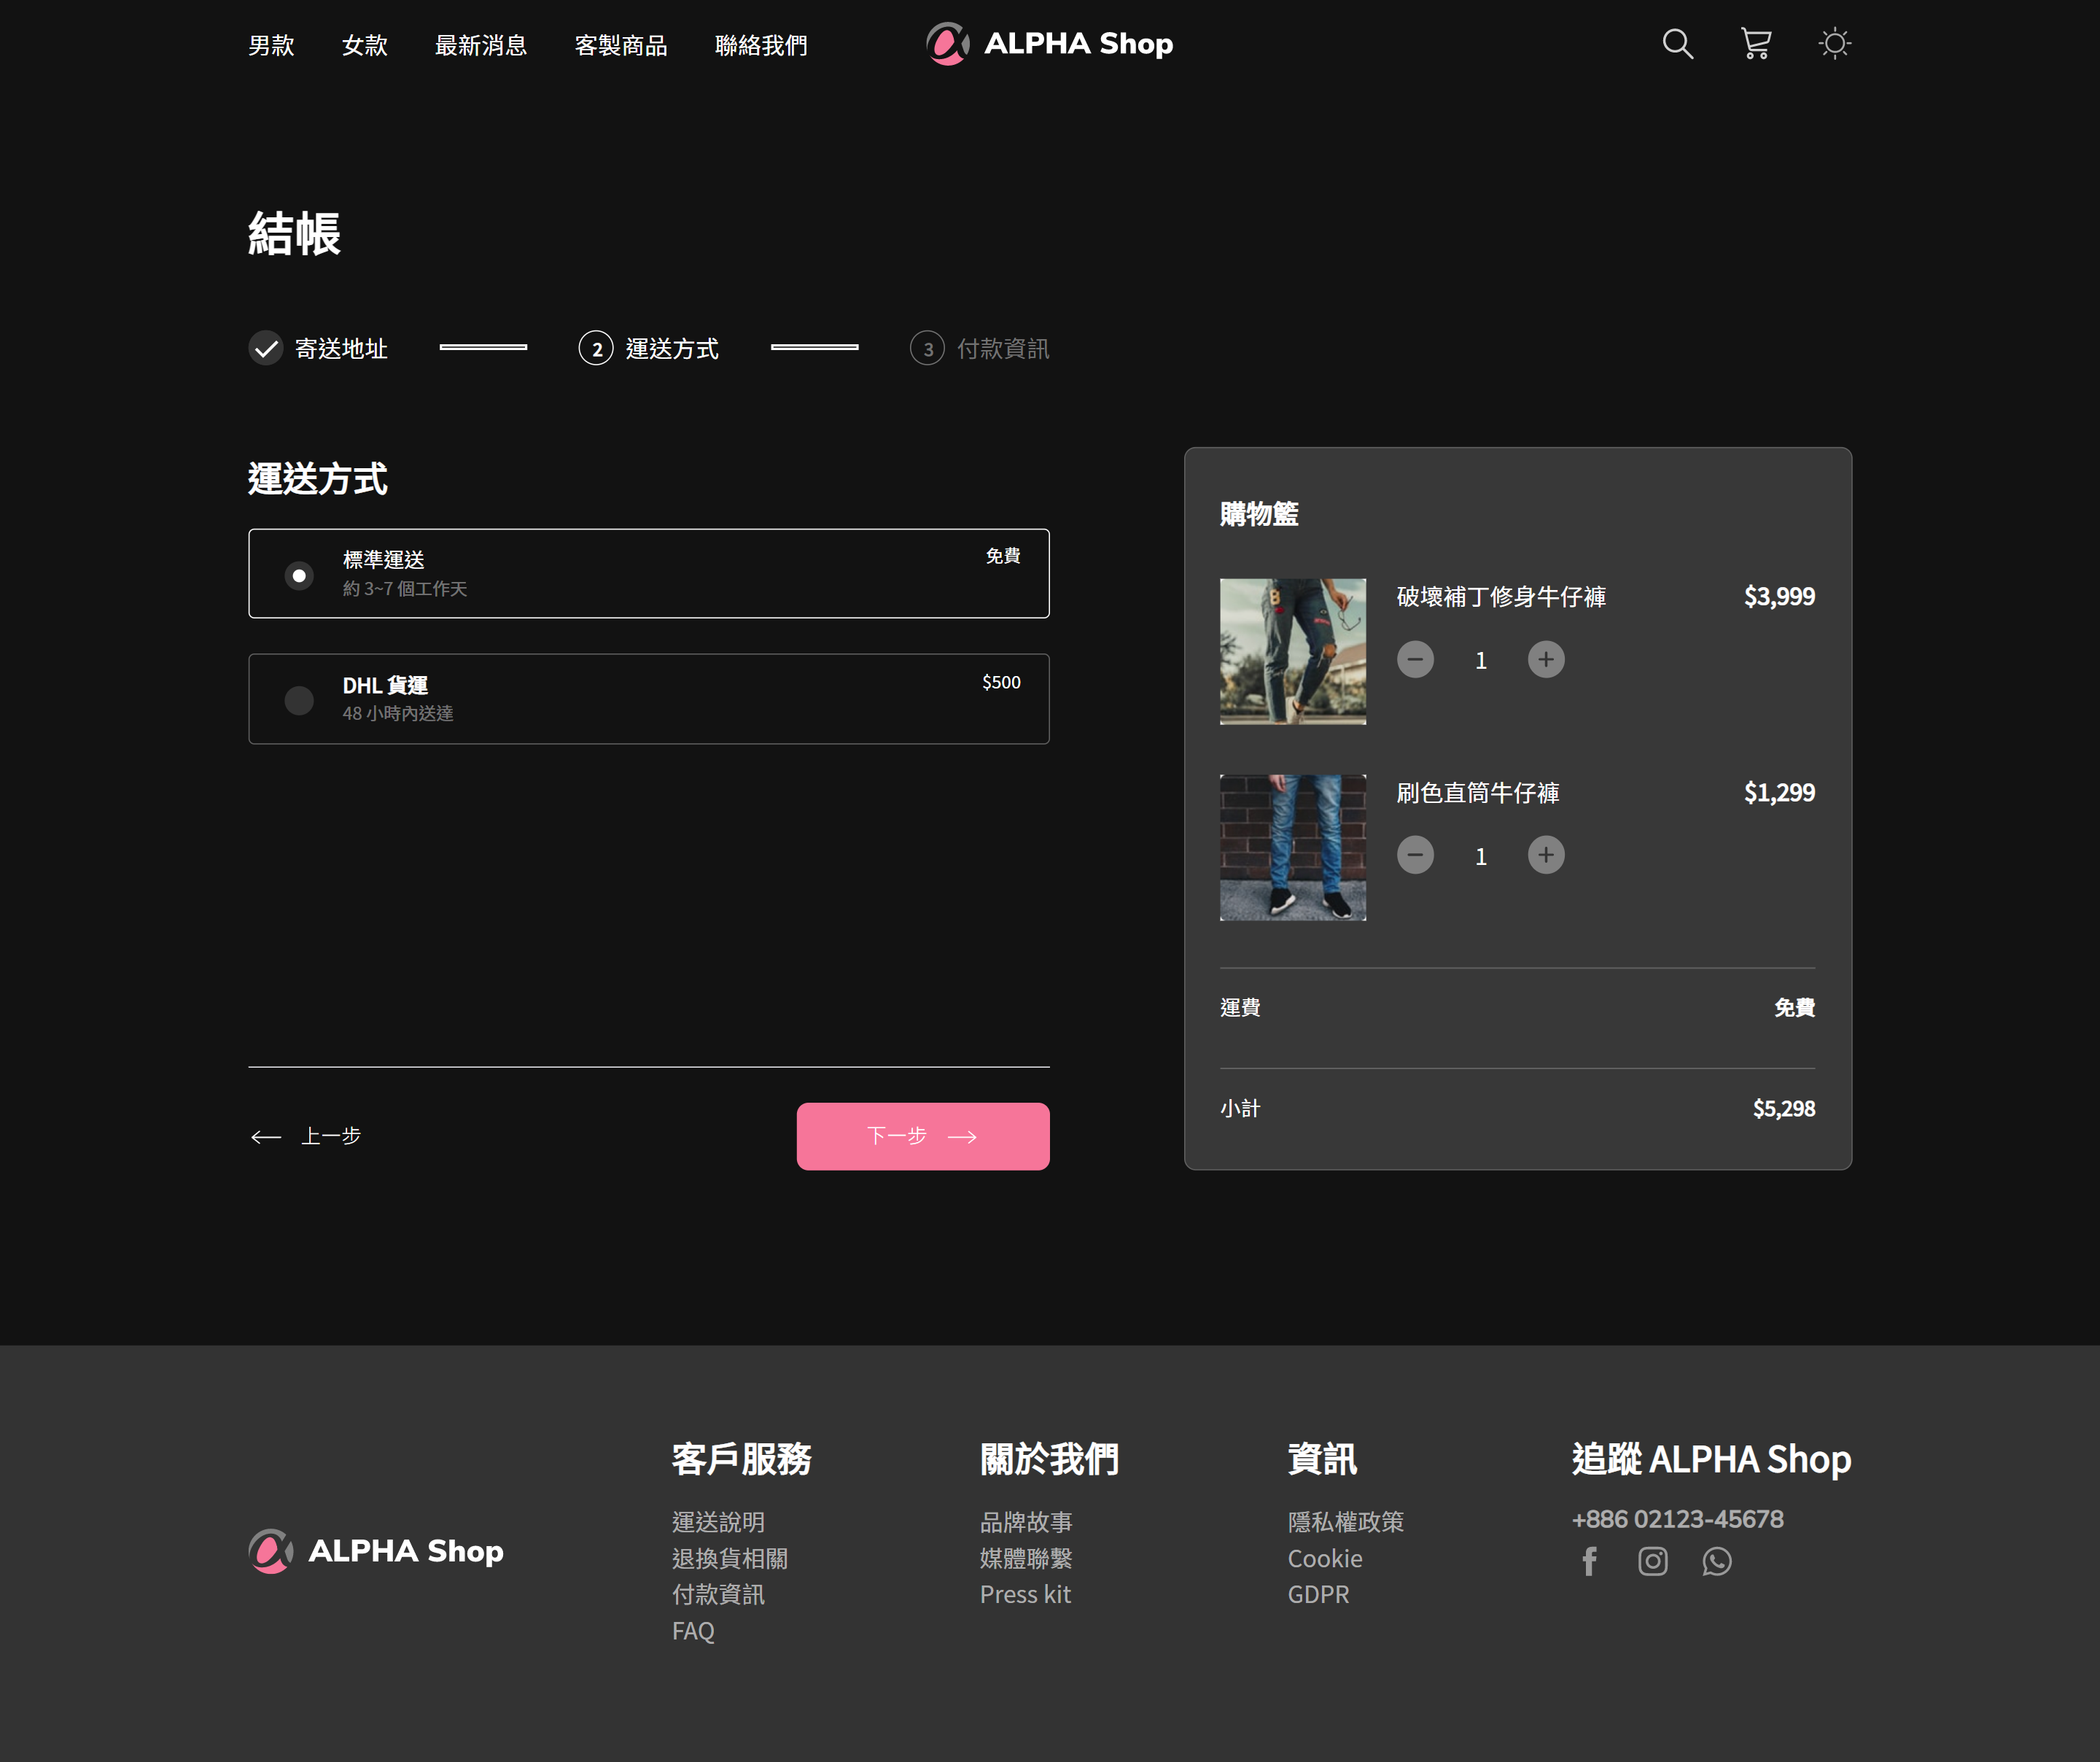 男款 女款 最新消息 客製商品 聯絡我們 ALPHA Shop
結帳
寄送地址 2 運送方式 3 付款資訊
運送方式
標準運送 免費
約 3~7 個工作天
DHL 貨運 $500
48 小時內送達
上一步 下一步
購物籃
破壞補丁修身牛仔褲 $3,999
1
刷色直筒牛仔褲 $1,299
1
運費 免費
小計 $5,298
ALPHA Shop
客戶服務
運送說明
退換貨相關
付款資訊
FAQ
關於我們
品牌故事
媒體聯繫
Press kit
資訊
隱私權政策
Cookie
GDPR
追蹤 ALPHA Shop
+886 02123-45678